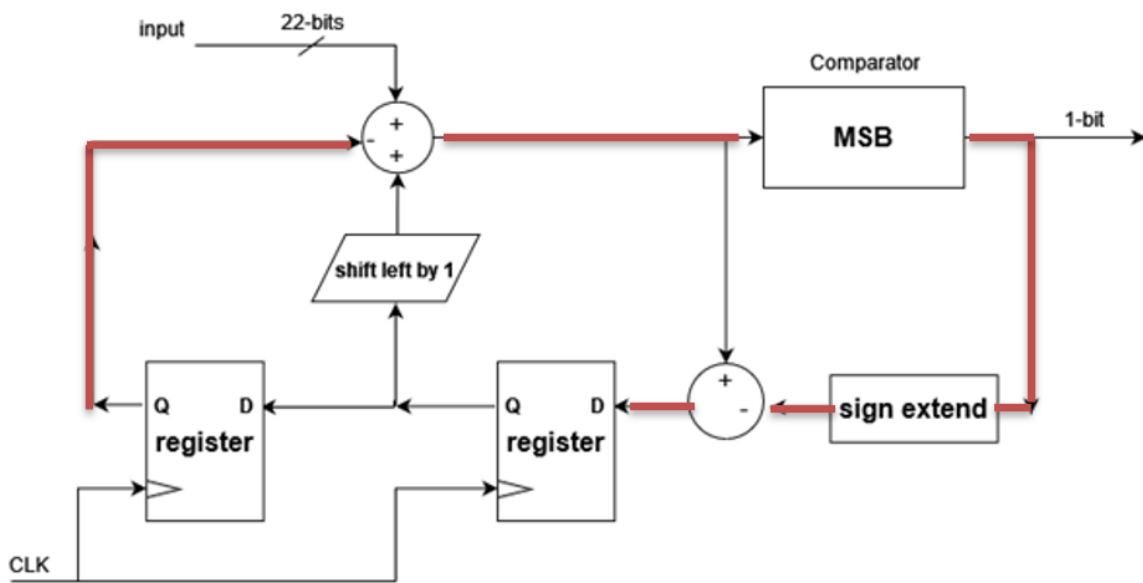 input
22-bits
+
-
+
Comparator
MSB
1-bit
shift left by 1
Q
D
register
Q
D
register
+
-
sign extend
CLK